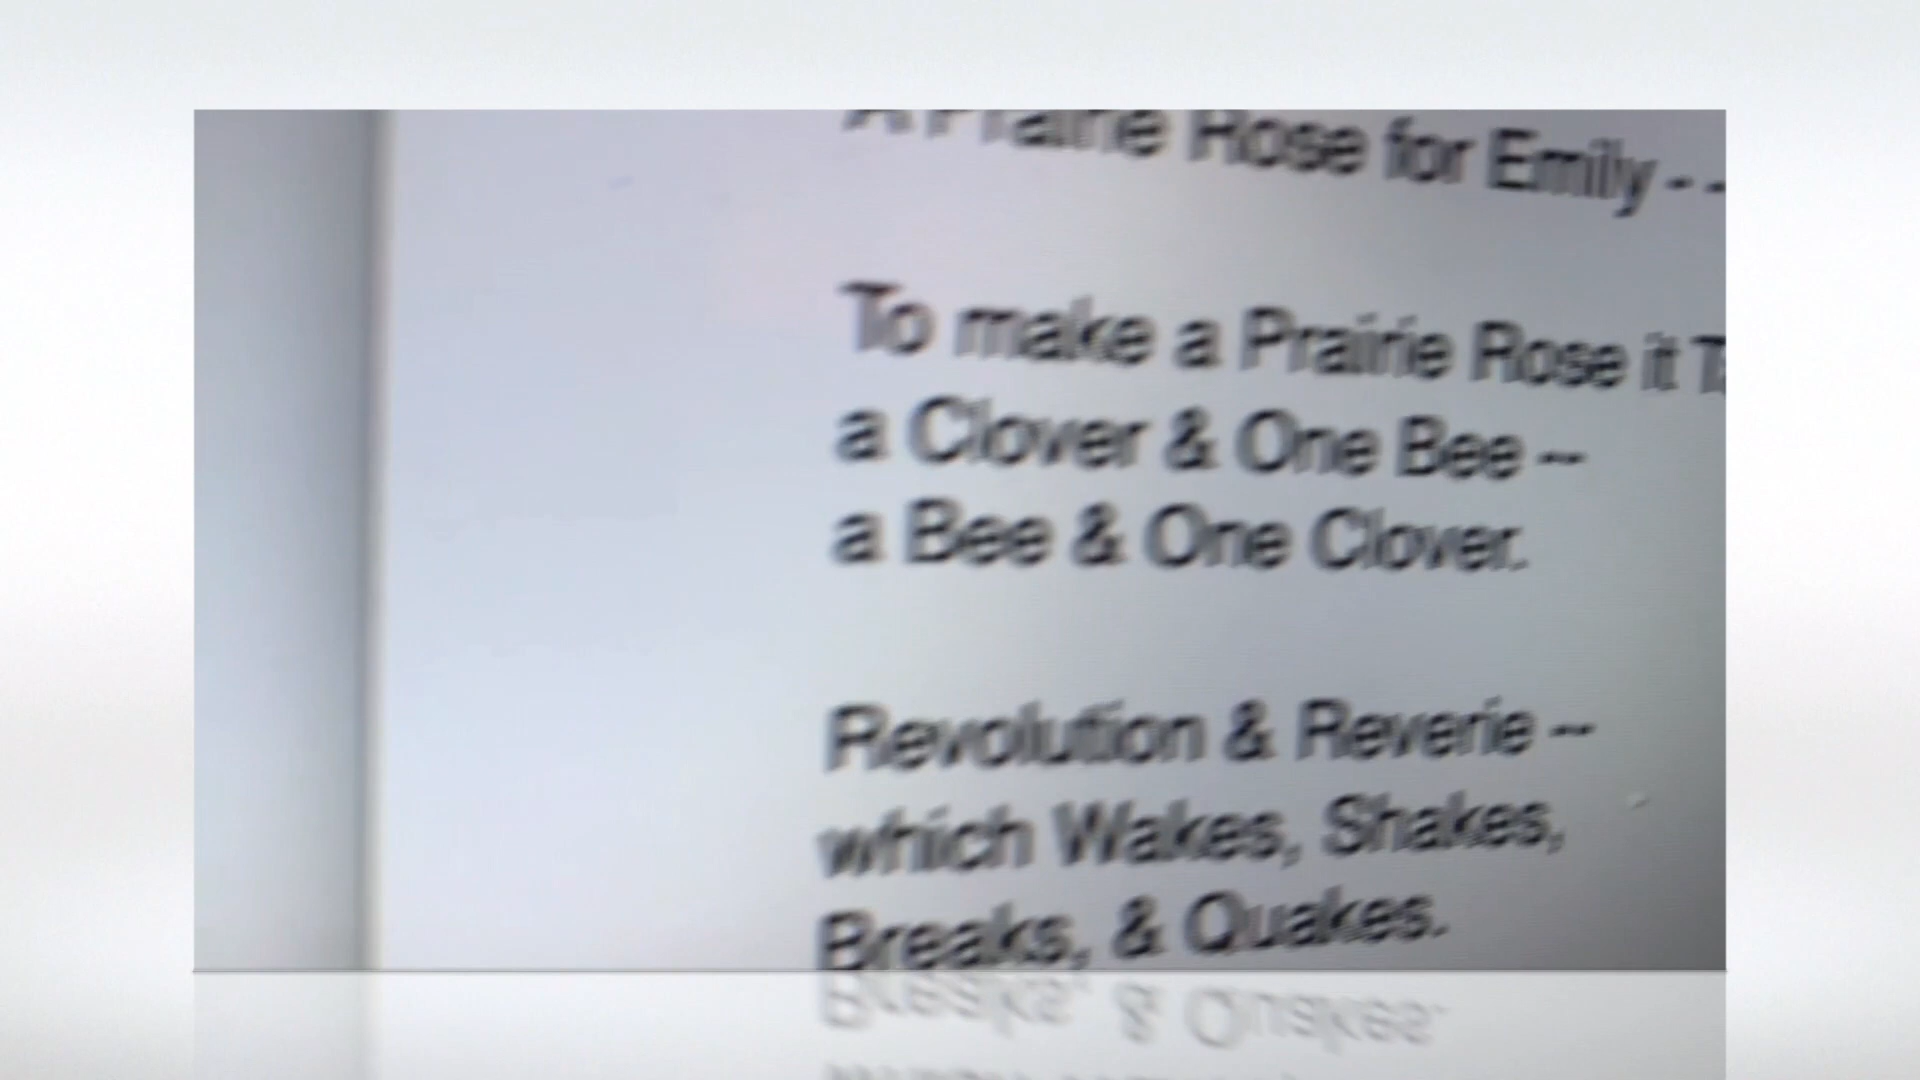 A Prairie Rose for Emily - -
To make a Prairie Rose it
a Clover & One Bee --
a Bee & One Clover.
Revolution & Reverie --
which Wakes, Shakes,
Breaks, & Quakes.